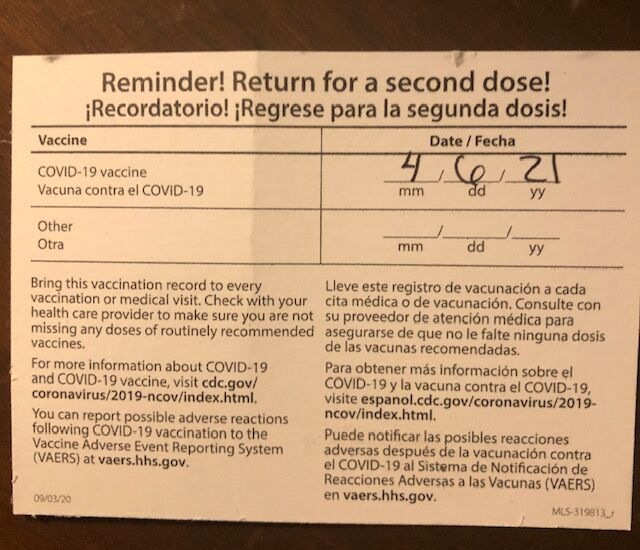 Reminder! Return for a second dose!
¡Recordatorio! ¡Regrese para la segunda dosis!
Vaccine
Date / Fecha
COVID-19 vaccine
Vacuna contra el COVID-19
4 / 6 / 21
mm dd yy
Other
Otra
/ /
mm dd yy
Bring this vaccination record to every
vaccination or medical visit. Check with your
health care provider to make sure you are not
missing any doses of routinely recommended
vaccines.
For more information about COVID-19
and COVID-19 vaccine, visit cdc.gov/
coronavirus/2019-ncov/index.html.
You can report possible adverse reactions
following COVID-19 vaccination to the
Vaccine Adverse Event Reporting System
(VAERS) at vaers.hhs.gov.
09/03/20
Lleve este registro de vacunación a cada
cita médica o de vacunación. Consulte con
su proveedor de atención médica para
asegurarse de que no le falte ninguna dosis
de las vacunas recomendadas.
Para obtener más información sobre el
COVID-19 y la vacuna contra el COVID-19,
visite espanol.cdc.gov/coronavirus/2019-
ncov/index.html.
Puede notificar las posibles reacciones
adversas después de la vacunación contra
el COVID-19 al Sistema de Notificación de
Reacciones Adversas a las Vacunas (VAERS)
en vaers.hhs.gov.
MLS-319813_r